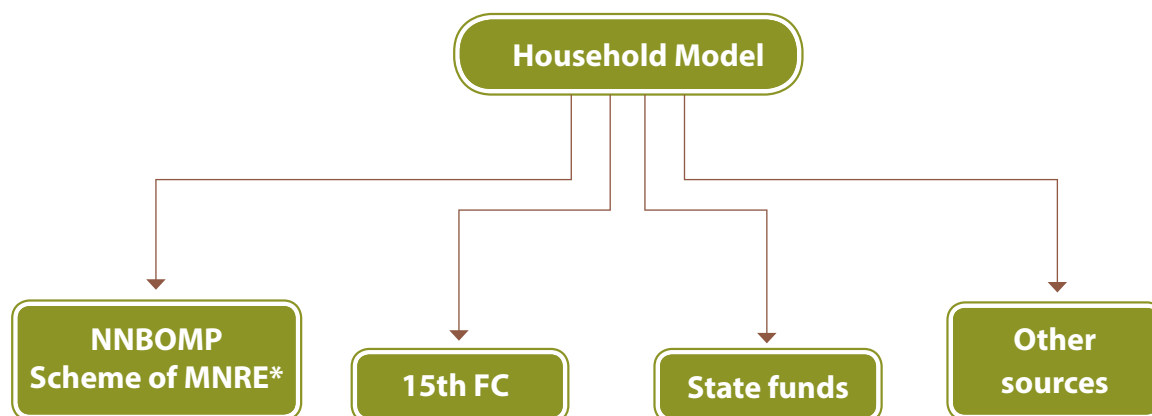 Household Model
NNBOMP
Scheme of MNRE*
15th FC
State funds
Other
sources